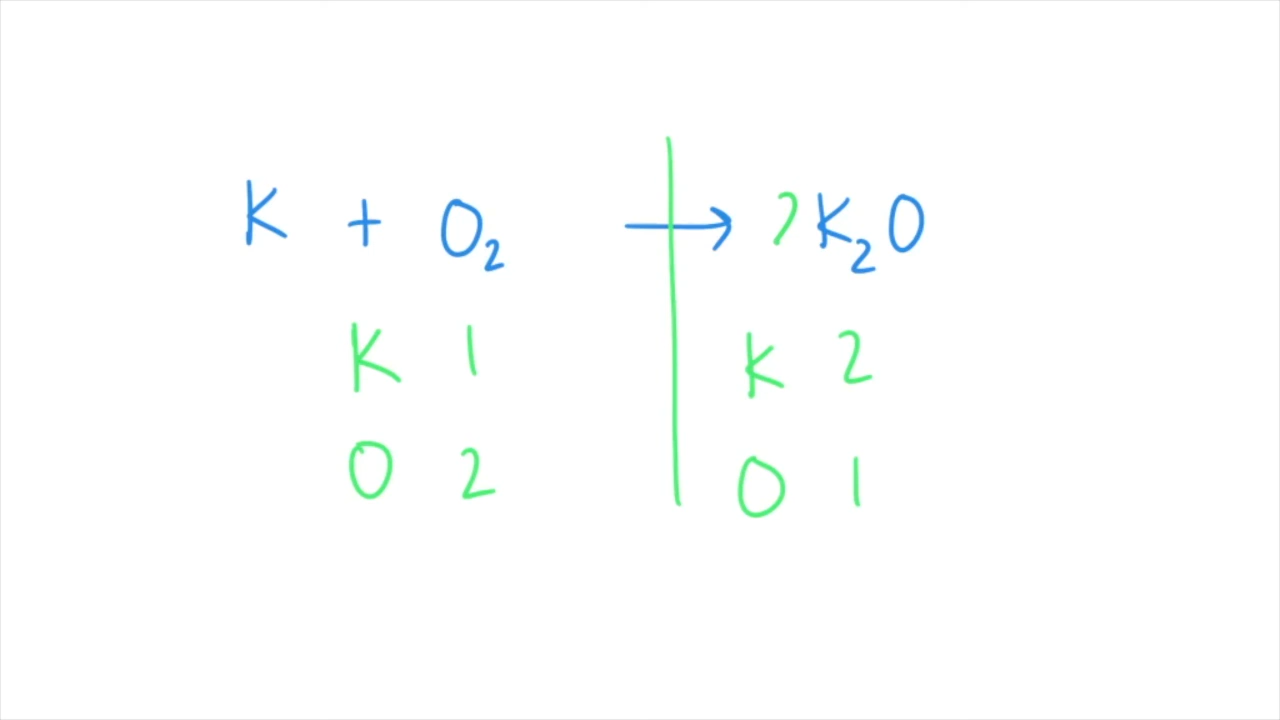 K + O₂ → K₂O
K 1 K 2
O 2 O 1